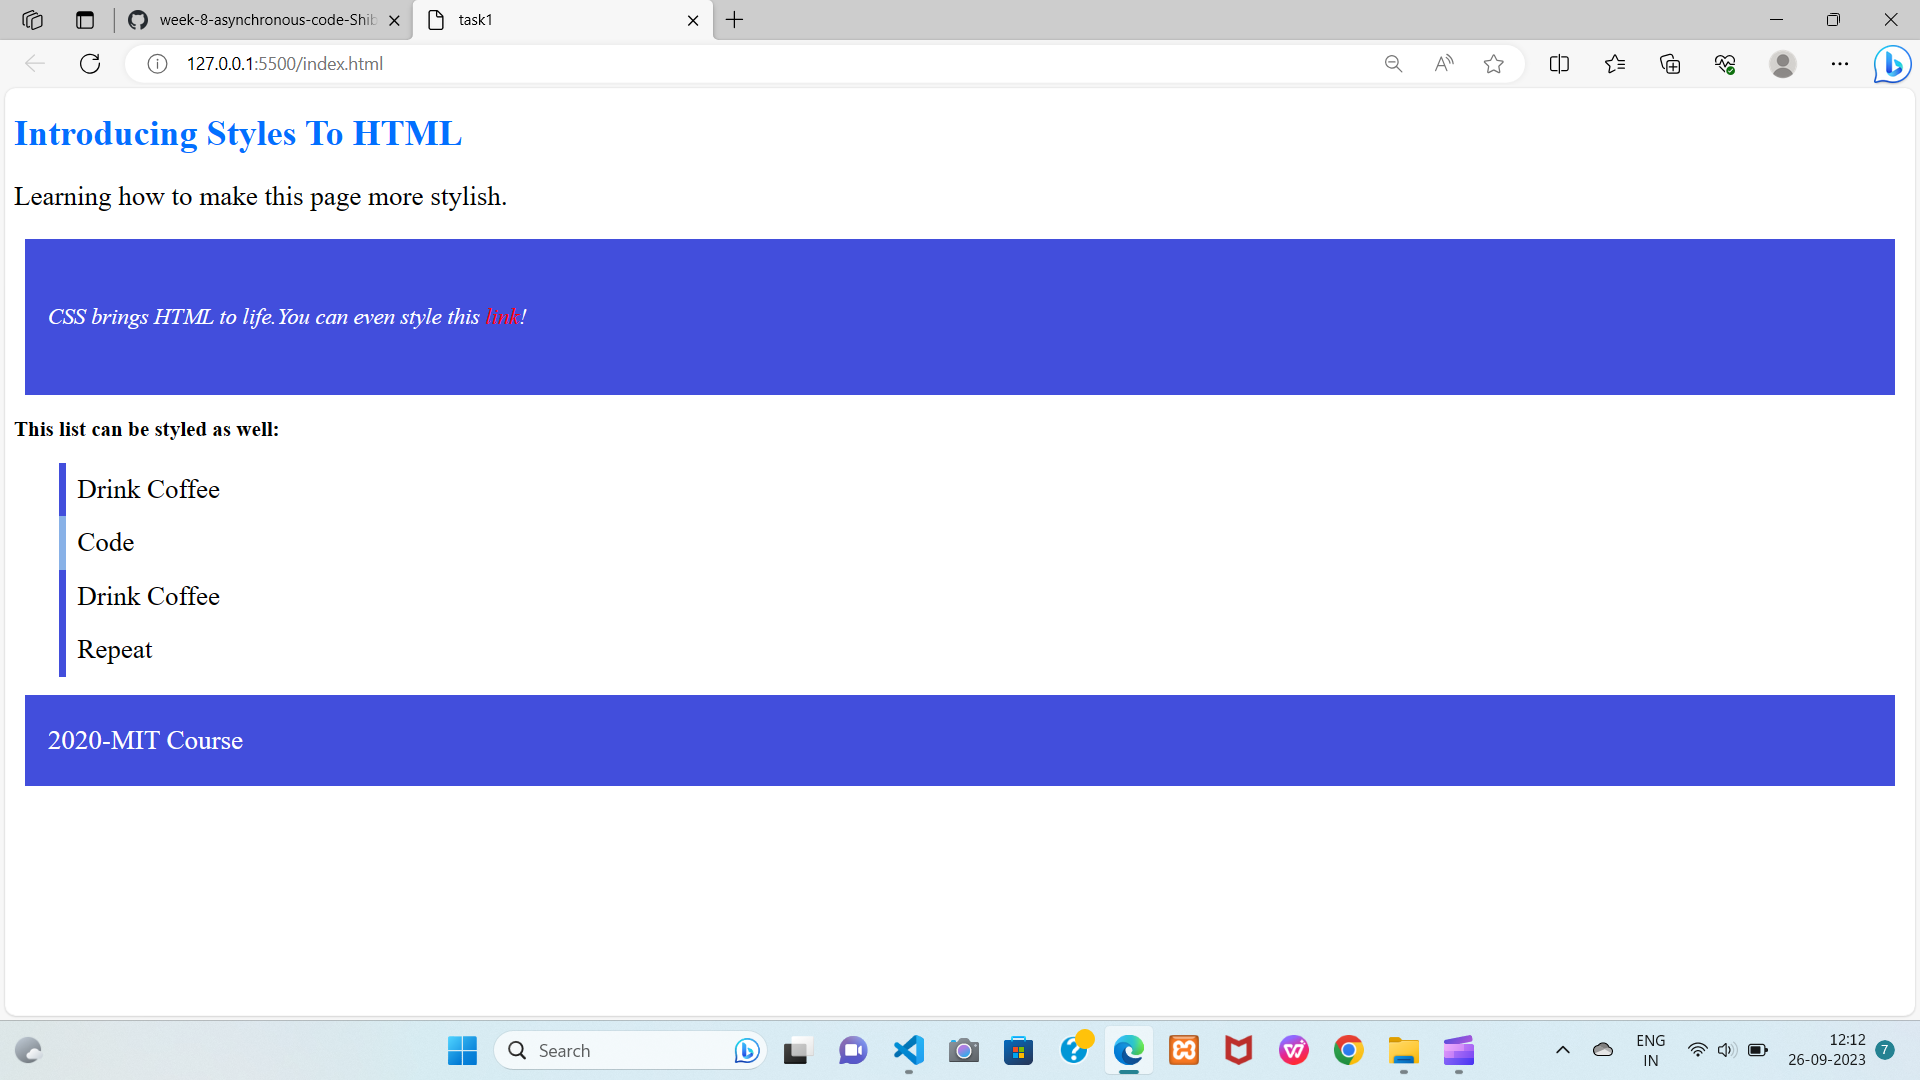 week-8-asynchronous-code-Shib
task1
127.0.0.1:5500/index.html
Introducing Styles To HTML
Learning how to make this page more stylish.
CSS brings HTML to life.You can even style this link!
This list can be styled as well:
Drink Coffee
Code
Drink Coffee
Repeat
2020-MIT Course
Search
ENG
IN
12:12
26-09-2023
7